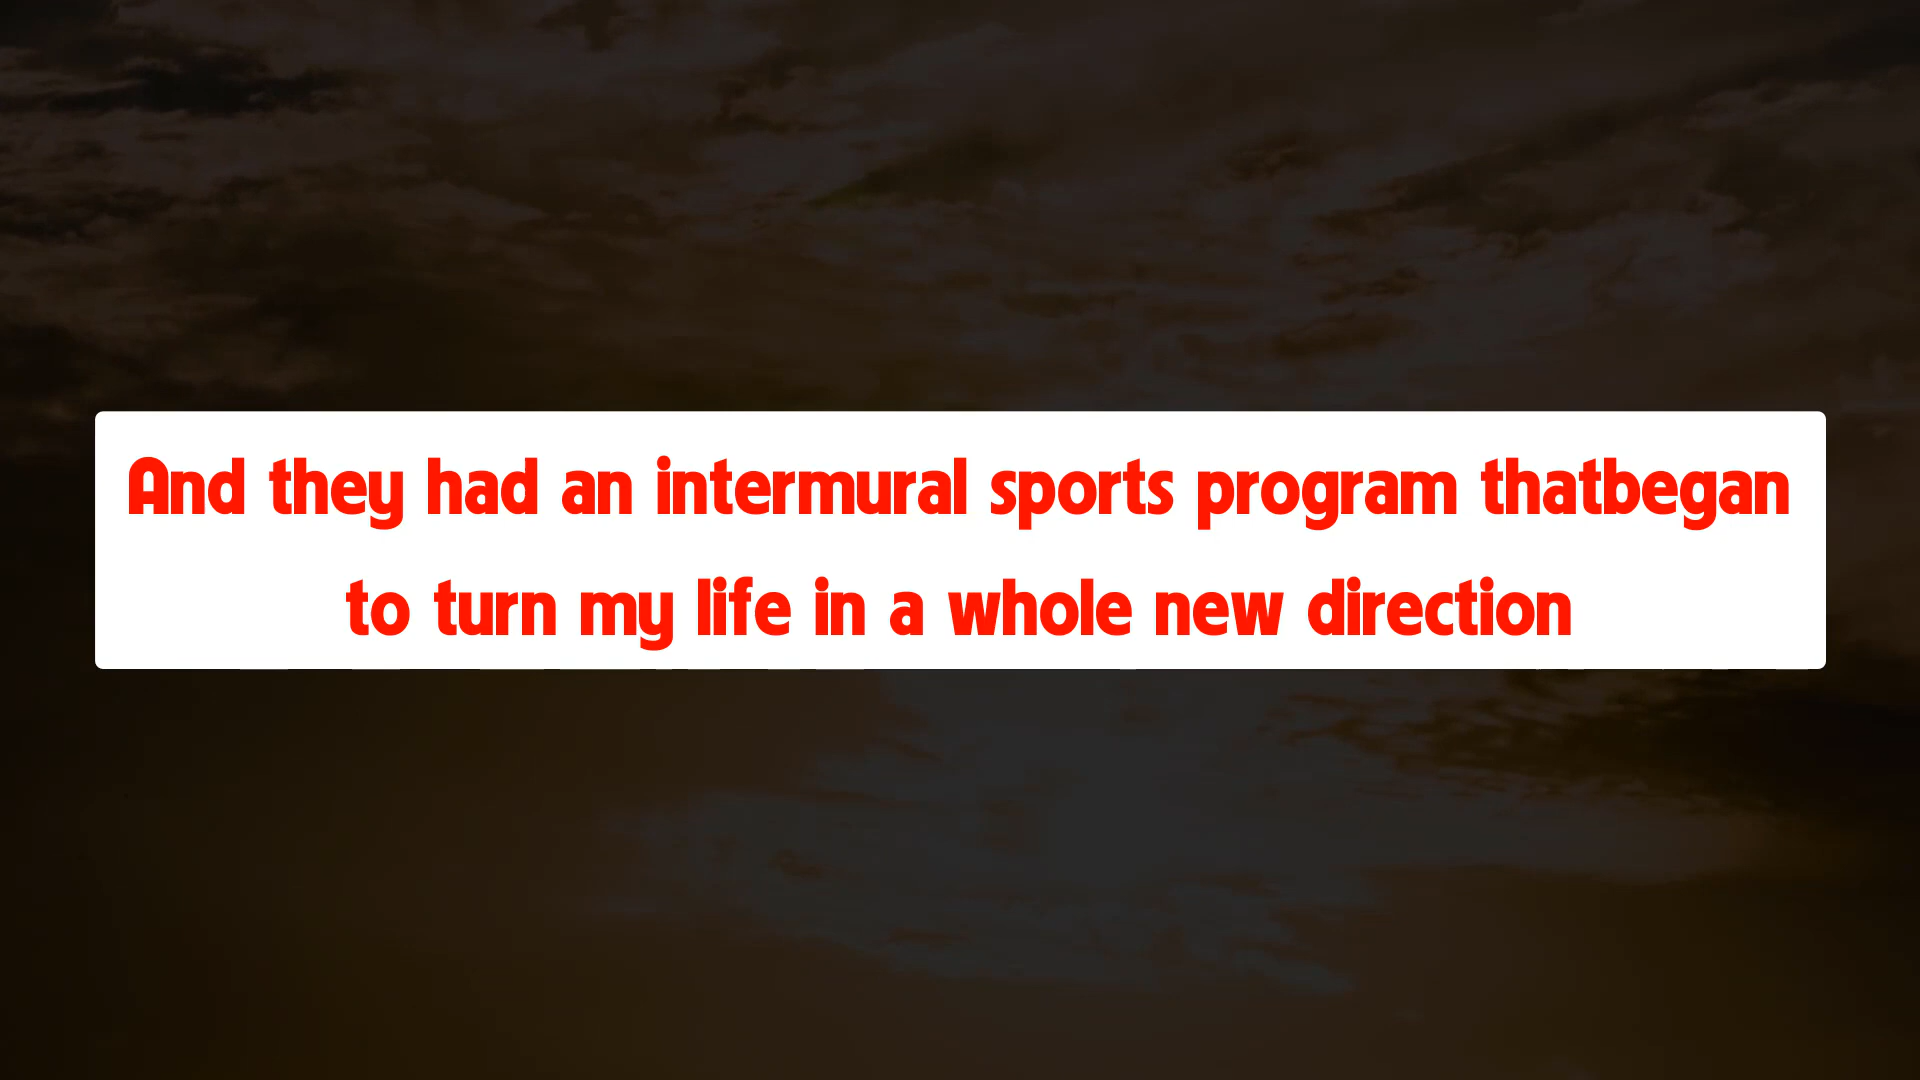 And they had an intermural sports program thatbegan
to turn my life in a whole new direction